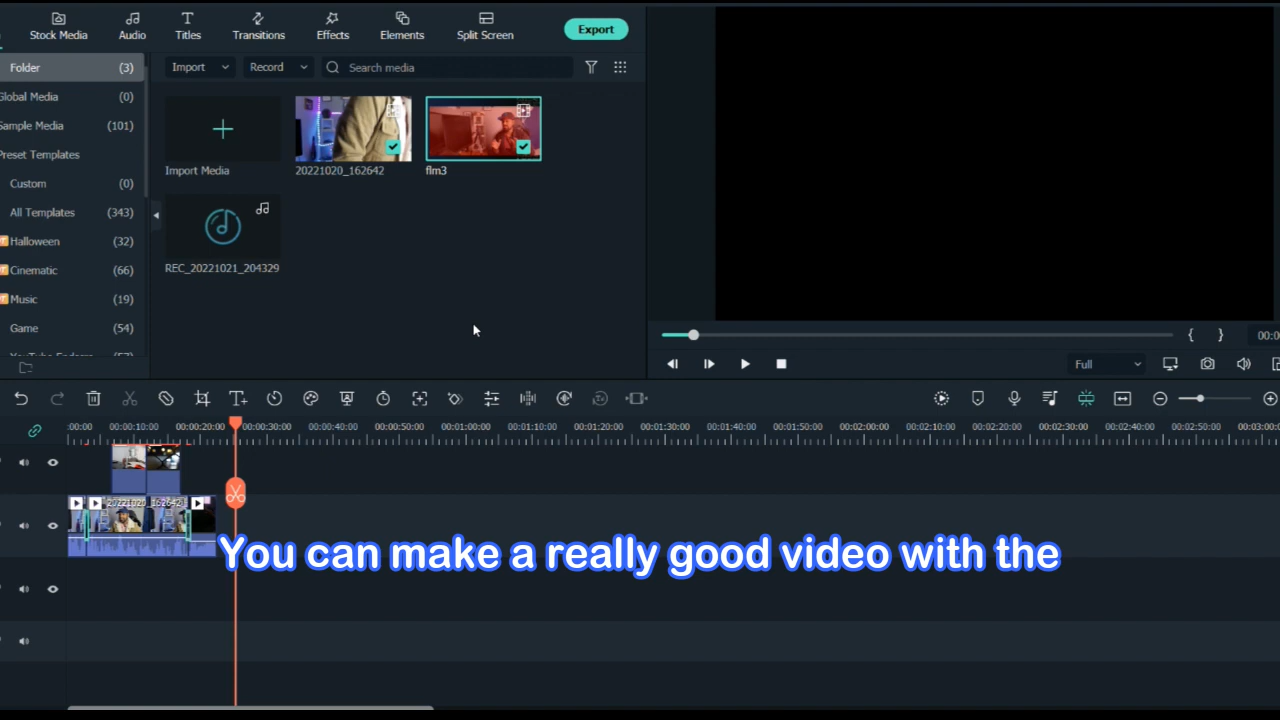 Stock Media
Audio
Titles
Transitions
Effects
Elements
Split Screen
Export
Folder (3)
Import
Record
Search media
Global Media (0)
Sample Media (101)
Preset Templates
Custom (0)
All Templates (343)
Halloween (32)
Cinematic (66)
Music (19)
Game (54)
Import Media
20221020_162642
flm3
REC_20221021_204329
Full
00:0
:00:00
00:00:10:00
00:00:20:00
00:00:30:00
00:00:40:00
00:00:50:00
00:01:00:00
00:01:10:00
00:01:20:00
00:01:30:00
00:01:40:00
00:01:50:00
00:02:00:00
00:02:10:00
00:02:20:00
00:02:30:00
00:02:40:00
00:02:50:00
00:03:00:0
20221020_162642
You can make a really good video with the